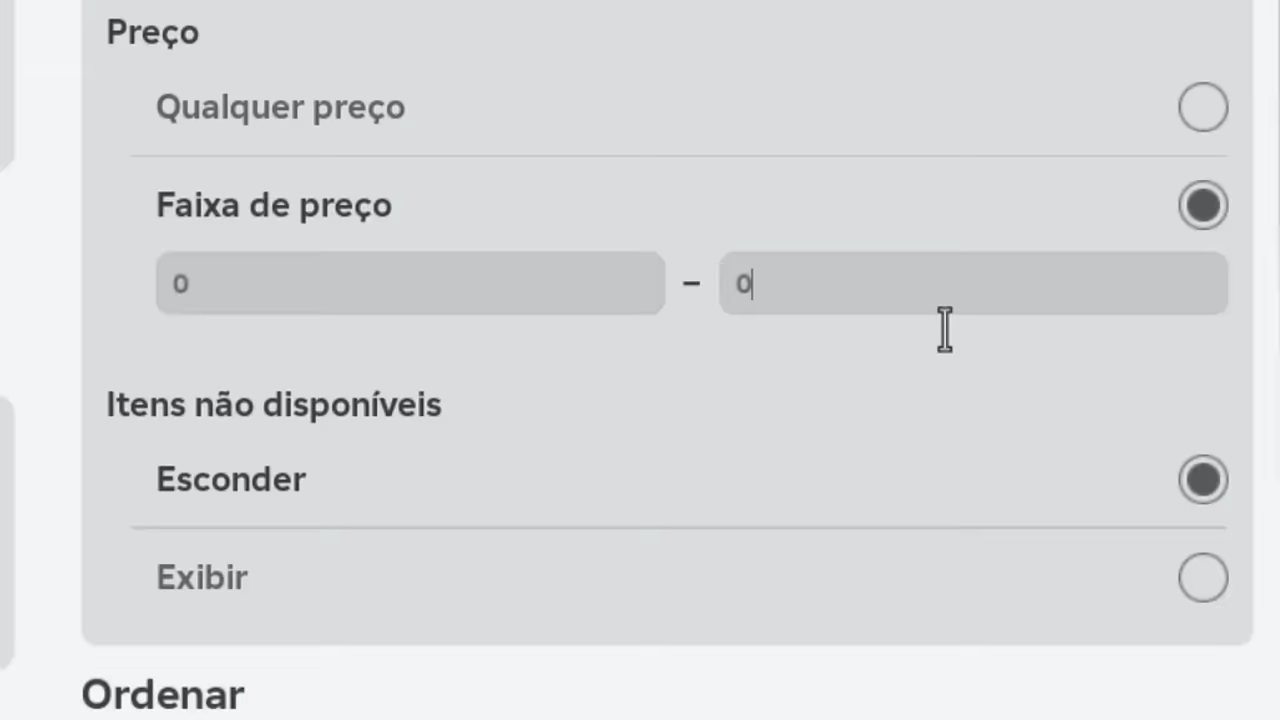 Preço
Qualquer preço
Faixa de preço
0 – 0
Itens não disponíveis
Esconder
Exibir
Ordenar